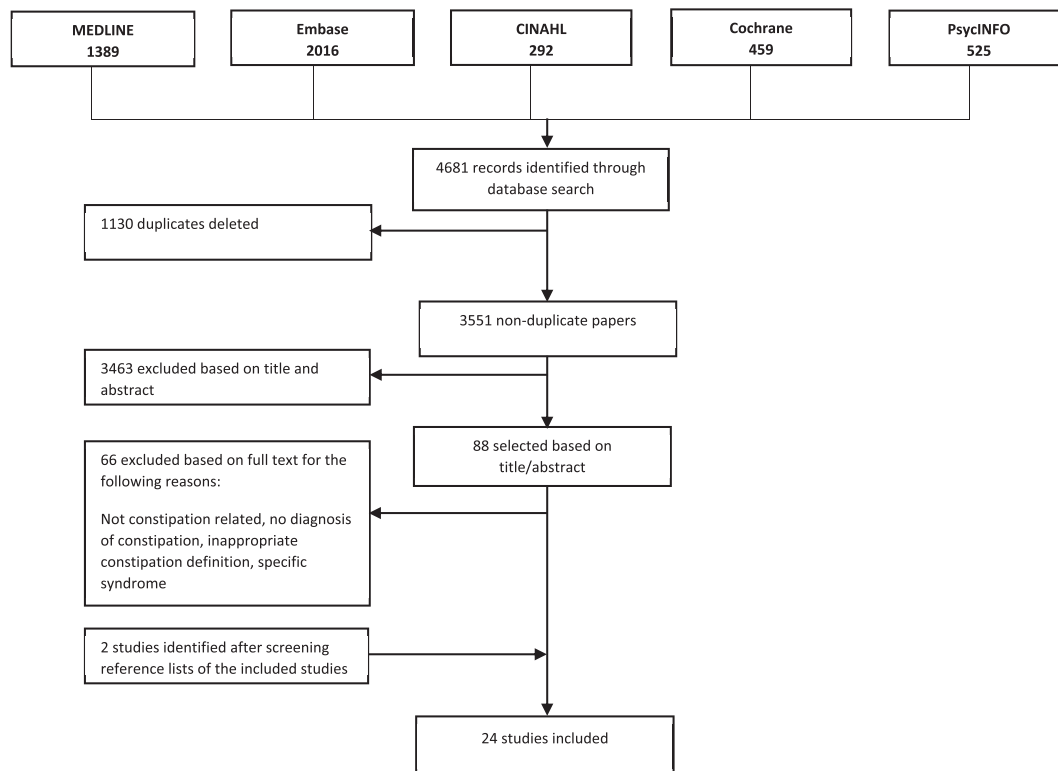 MEDLINE
1389
Embase
2016
CINAHL
292
Cochrane
459
PsycINFO
525
4681 records identified through
database search
1130 duplicates deleted
3551 non-duplicate papers
3463 excluded based on title and
abstract
88 selected based on
title/abstract
66 excluded based on full text for the
following reasons:
Not constipation related, no diagnosis
of constipation, inappropriate
constipation definition, specific
syndrome
2 studies identified after screening
reference lists of the included studies
24 studies included